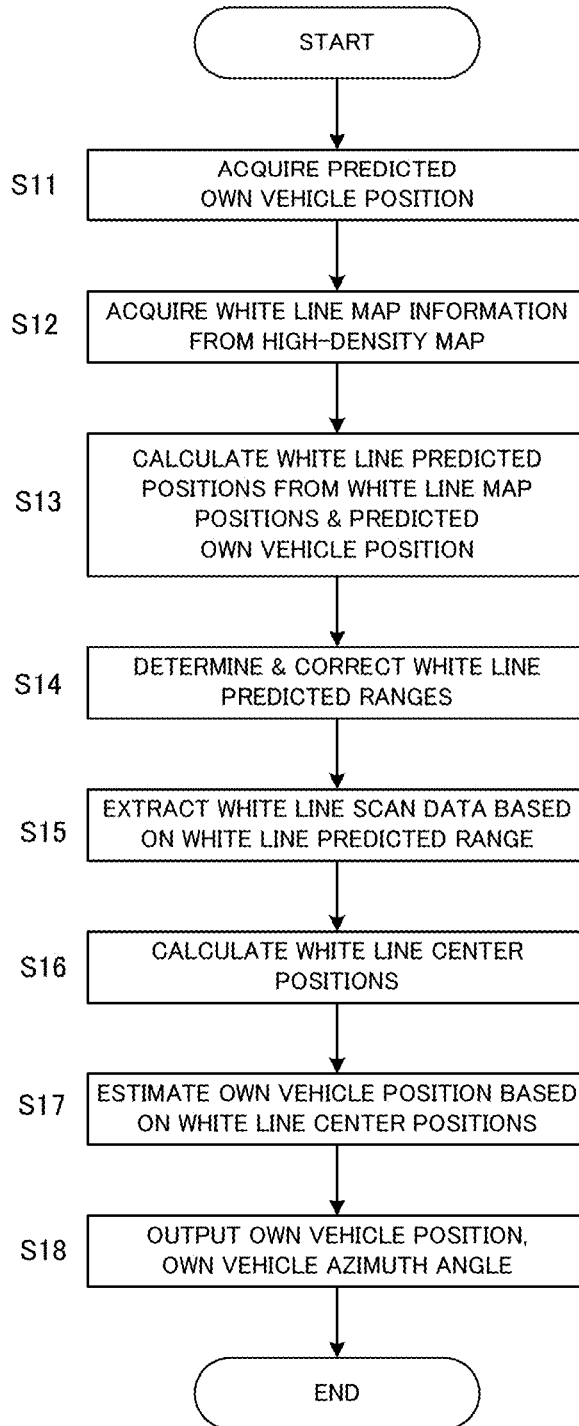 START
S11
ACQUIRE PREDICTED
OWN VEHICLE POSITION
S12
ACQUIRE WHITE LINE MAP INFORMATION
FROM HIGH-DENSITY MAP
S13
CALCULATE WHITE LINE PREDICTED
POSITIONS FROM WHITE LINE MAP
POSITIONS & PREDICTED
OWN VEHICLE POSITION
S14
DETERMINE & CORRECT WHITE LINE
PREDICTED RANGES
S15
EXTRACT WHITE LINE SCAN DATA BASED
ON WHITE LINE PREDICTED RANGE
S16
CALCULATE WHITE LINE CENTER
POSITIONS
S17
ESTIMATE OWN VEHICLE POSITION BASED
ON WHITE LINE CENTER POSITIONS
S18
OUTPUT OWN VEHICLE POSITION,
OWN VEHICLE AZIMUTH ANGLE
END